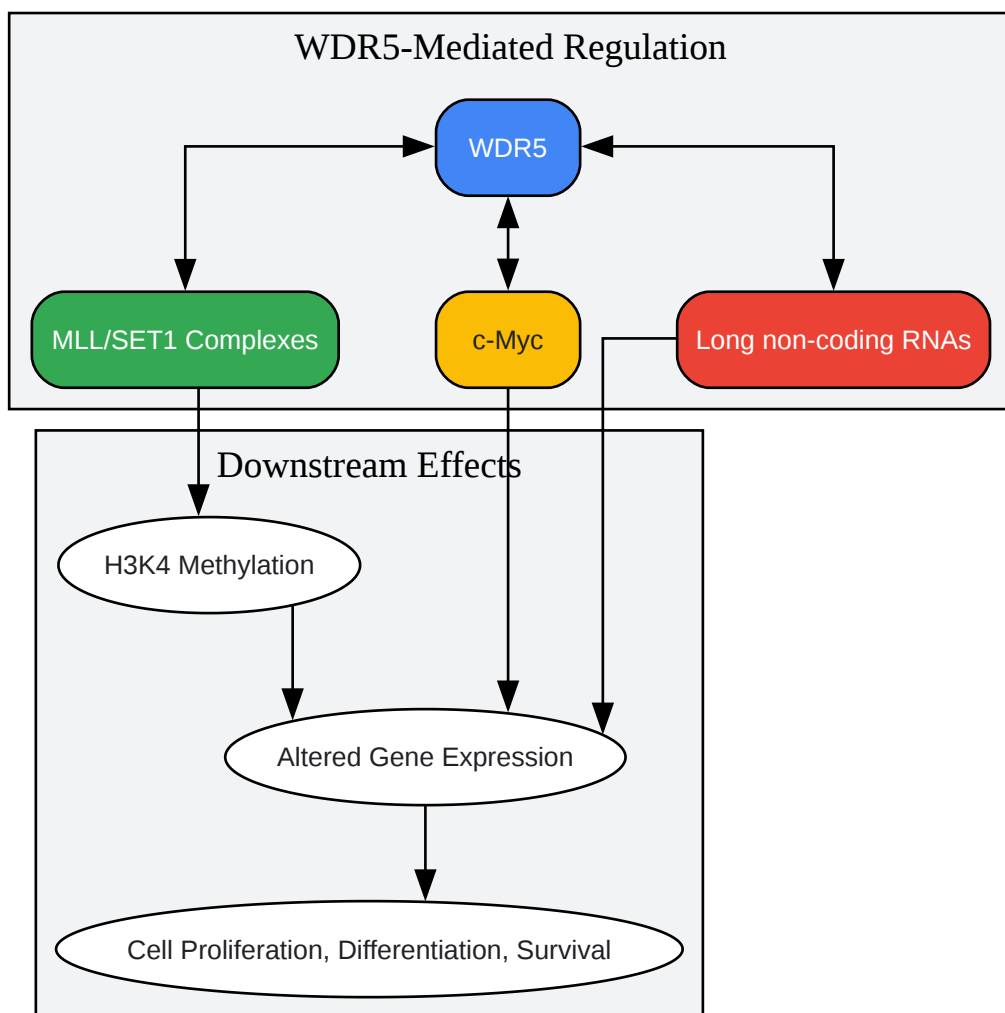 WDR5-Mediated Regulation
WDR5
MLL/SET1 Complexes
c-Myc
Long non-coding RNAs
Downstream Effects
H3K4 Methylation
Altered Gene Expression
Cell Proliferation, Differentiation, Survival